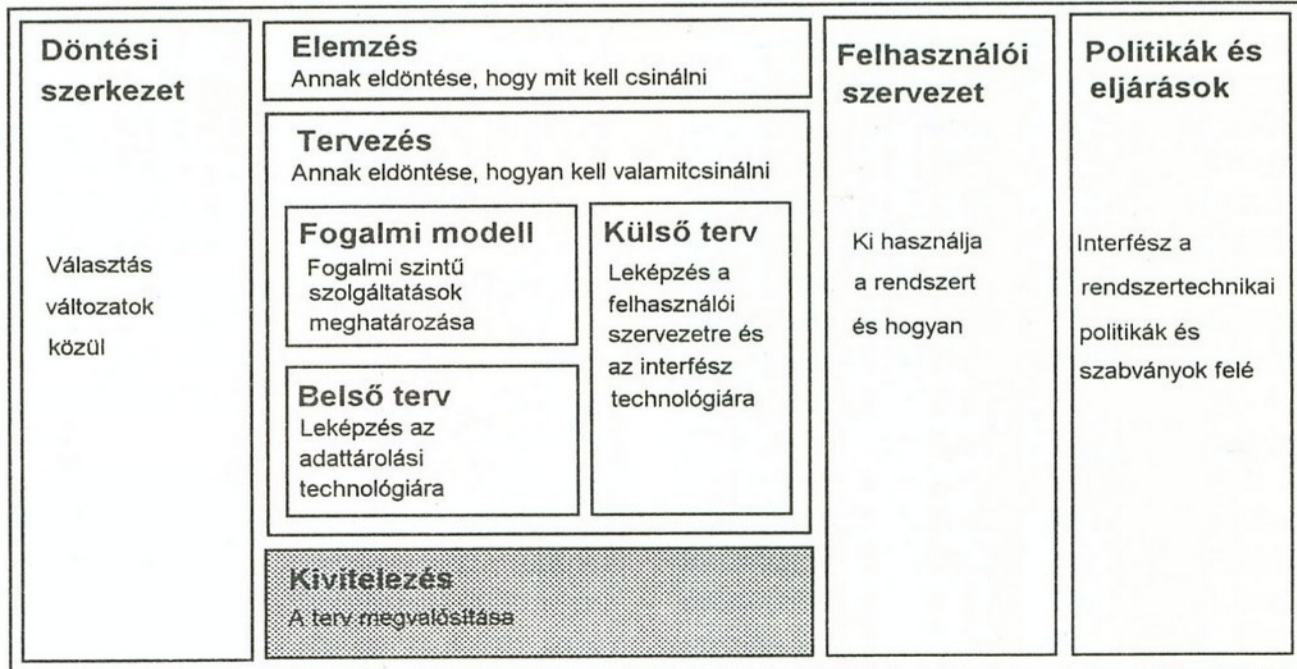 Döntési
szerkezet
Választás
változatok
közül
Elemzés
Annak eldöntése, hogy mit kell csinálni
Tervezés
Annak eldöntése, hogyan kell valamitcsinálni
Fogalmi modell
Fogalmi szintű
szolgáltatások
meghatározása
Belső terv
Leképzés az
adattárolási
technológiára
Külső terv
Leképzés a
felhasználói
szervezetre és
az interfész
technológiára
Kivitelezés
A terv megvalósítása
Felhasználói
szervezet
Ki használja
a rendszert
és hogyan
Politikák és
eljárások
Interfész a
rendszertechnikai
politikák és
szabványok felé